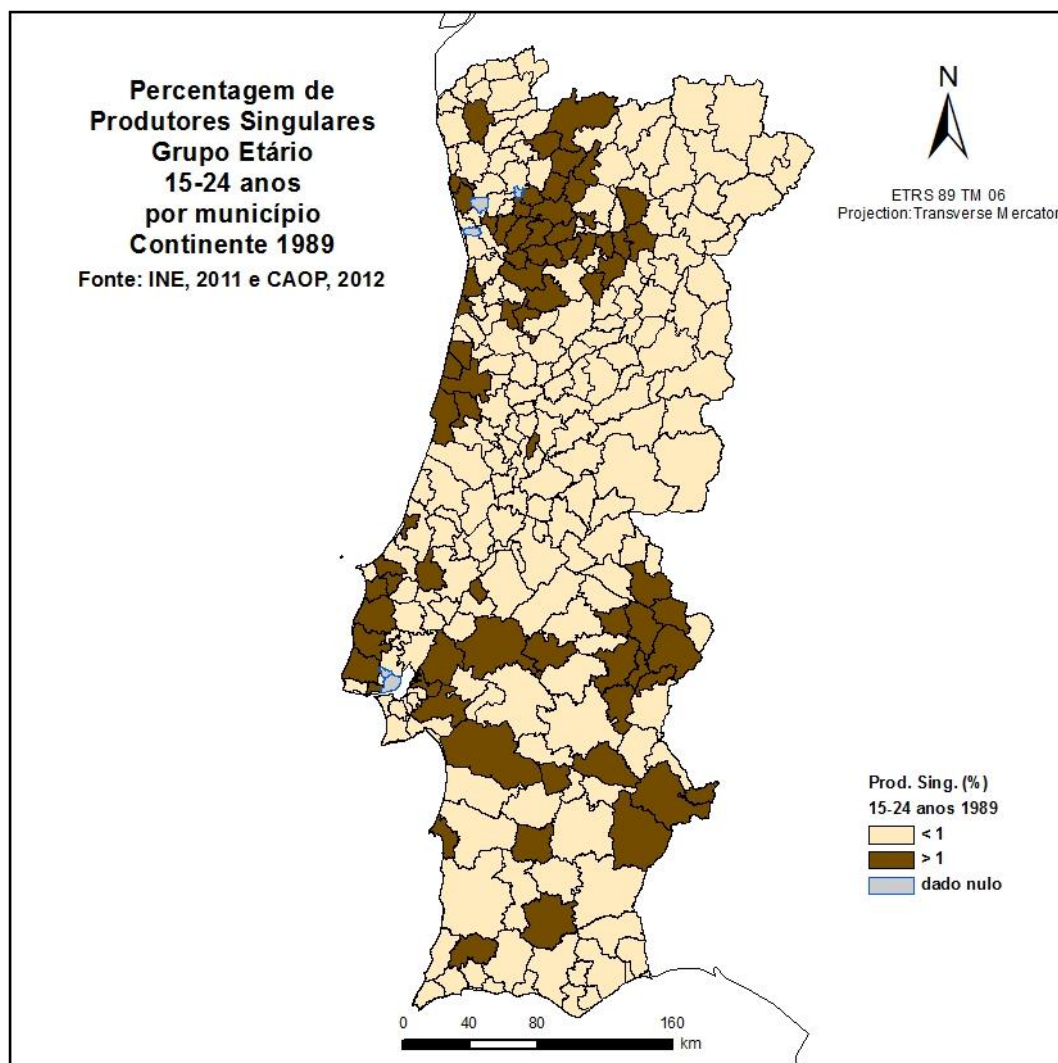 Percentagem de
Produtores Singulares
Grupo Etário
15-24 anos
por município
Continente 1989
Fonte: INE, 2011 e CAOP, 2012
N
ETRS 89 TM 06
Projection: Transverse Mercator
Prod. Sing. (%)
15-24 anos 1989
< 1
> 1
dado nulo
0 40 80 160
km